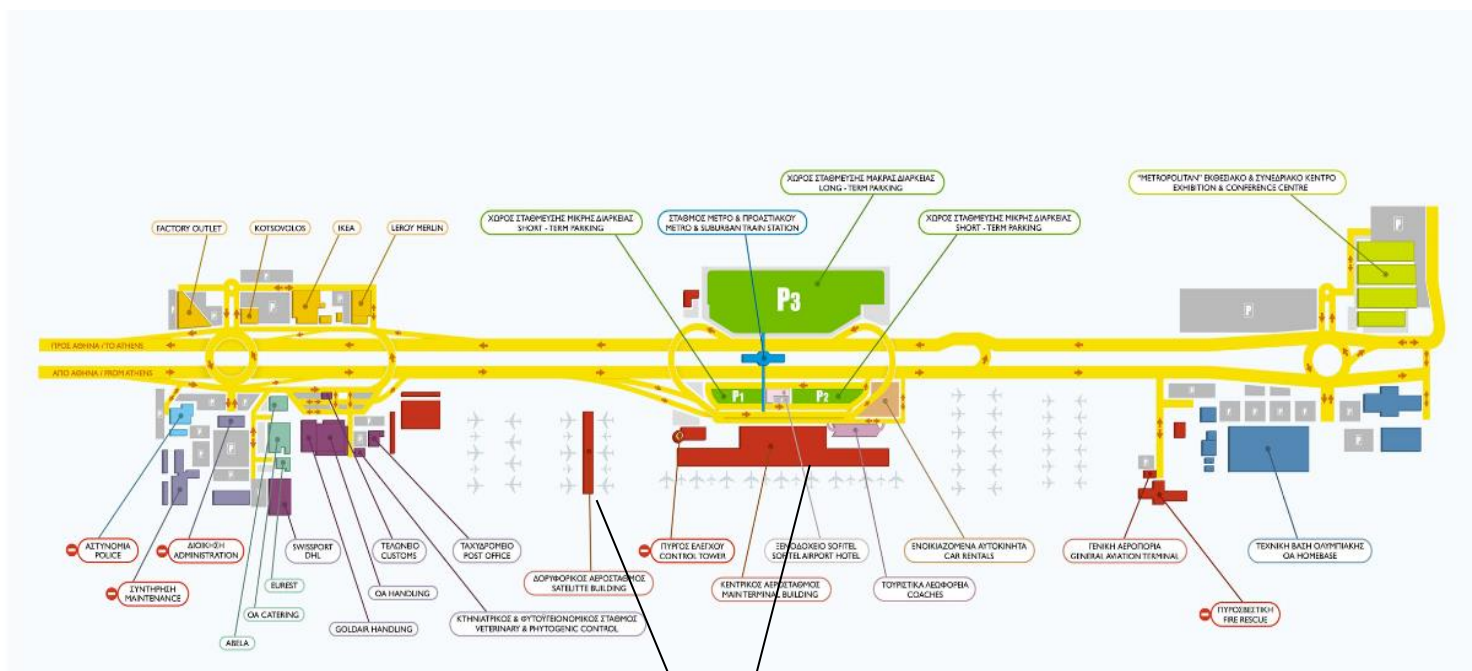 ΧΩΡΟΣ ΣΤΑΘΜΕΥΣΗΣ ΜΑΚΡΑΣ ΔΙΑΡΚΕΙΑΣ
LONG - TERM PARKING
"METROPOLITAN" ΕΚΘΕΣΙΑΚΟ & ΣΥΝΕΔΡΙΑΚΟ ΚΕΝΤΡΟ
EXHIBITION & CONFERENCE CENTRE
FACTORY OUTLET
KOTSOVOLOS
IKEA
LEROY MERLIN
ΧΩΡΟΣ ΣΤΑΘΜΕΥΣΗΣ ΜΙΚΡΗΣ ΔΙΑΡΚΕΙΑΣ
SHORT - TERM PARKING
ΣΤΑΘΜΟΣ ΜΕΤΡΟ & ΠΡΟΑΣΤΙΑΚΟΥ
METRO & SUBURBAN TRAIN STATION
ΧΩΡΟΣ ΣΤΑΘΜΕΥΣΗΣ ΜΙΚΡΗΣ ΔΙΑΡΚΕΙΑΣ
SHORT - TERM PARKING
P3
ΠΡΟΣ ΑΘΗΝΑ / TO ATHENS
ΑΠΟ ΑΘΗΝΑ / FROM ATHENS
P1
P2
ΑΣΤΥΝΟΜΙΑ
POLICE
ΔΙΟΙΚΗΣΗ
ADMINISTRATION
SWISSPORT
DHL
ΤΕΛΩΝΕΙΟ
CUSTOMS
ΤΑΧΥΔΡΟΜΕΙΟ
POST OFFICE
ΠΥΡΓΟΣ ΕΛΕΓΧΟΥ
CONTROL TOWER
ΞΕΝΟΔΟΧΕΙΟ SOFITEL
SOFITEL AIRPORT HOTEL
ΕΝΟΙΚΙΑΖΟΜΕΝΑ ΑΥΤΟΚΙΝΗΤΑ
CAR RENTALS
ΓΕΝΙΚΗ ΑΕΡΟΠΟΡΙΑ
GENERAL AVIATION TERMINAL
ΤΕΧΝΙΚΗ ΒΑΣΗ ΟΛΥΜΠΙΑΚΗΣ
OA HOMEBASE
ΣΥΝΤΗΡΗΣΗ
MAINTENANCE
EUREST
OA HANDLING
ΔΟΡΥΦΟΡΙΚΟΣ ΑΕΡΟΣΤΑΘΜΟΣ
SATELITTE BUILDING
ΚΕΝΤΡΙΚΟΣ ΑΕΡΟΣΤΑΘΜΟΣ
MAIN TERMINAL BUILDING
ΤΟΥΡΙΣΤΙΚΑ ΛΕΩΦΟΡΕΙΑ
COACHES
OA CATERING
GOLDAIR HANDLING
ΚΤΗΝΙΑΤΡΙΚΟΣ & ΦΥΤΟΫΓΕΙΟΝΟΜΙΚΟΣ ΣΤΑΘΜΟΣ
VETERINARY & PHYTOGENIC CONTROL
ΠΥΡΟΣΒΕΣΤΙΚΗ
FIRE RESCUE
ABELA